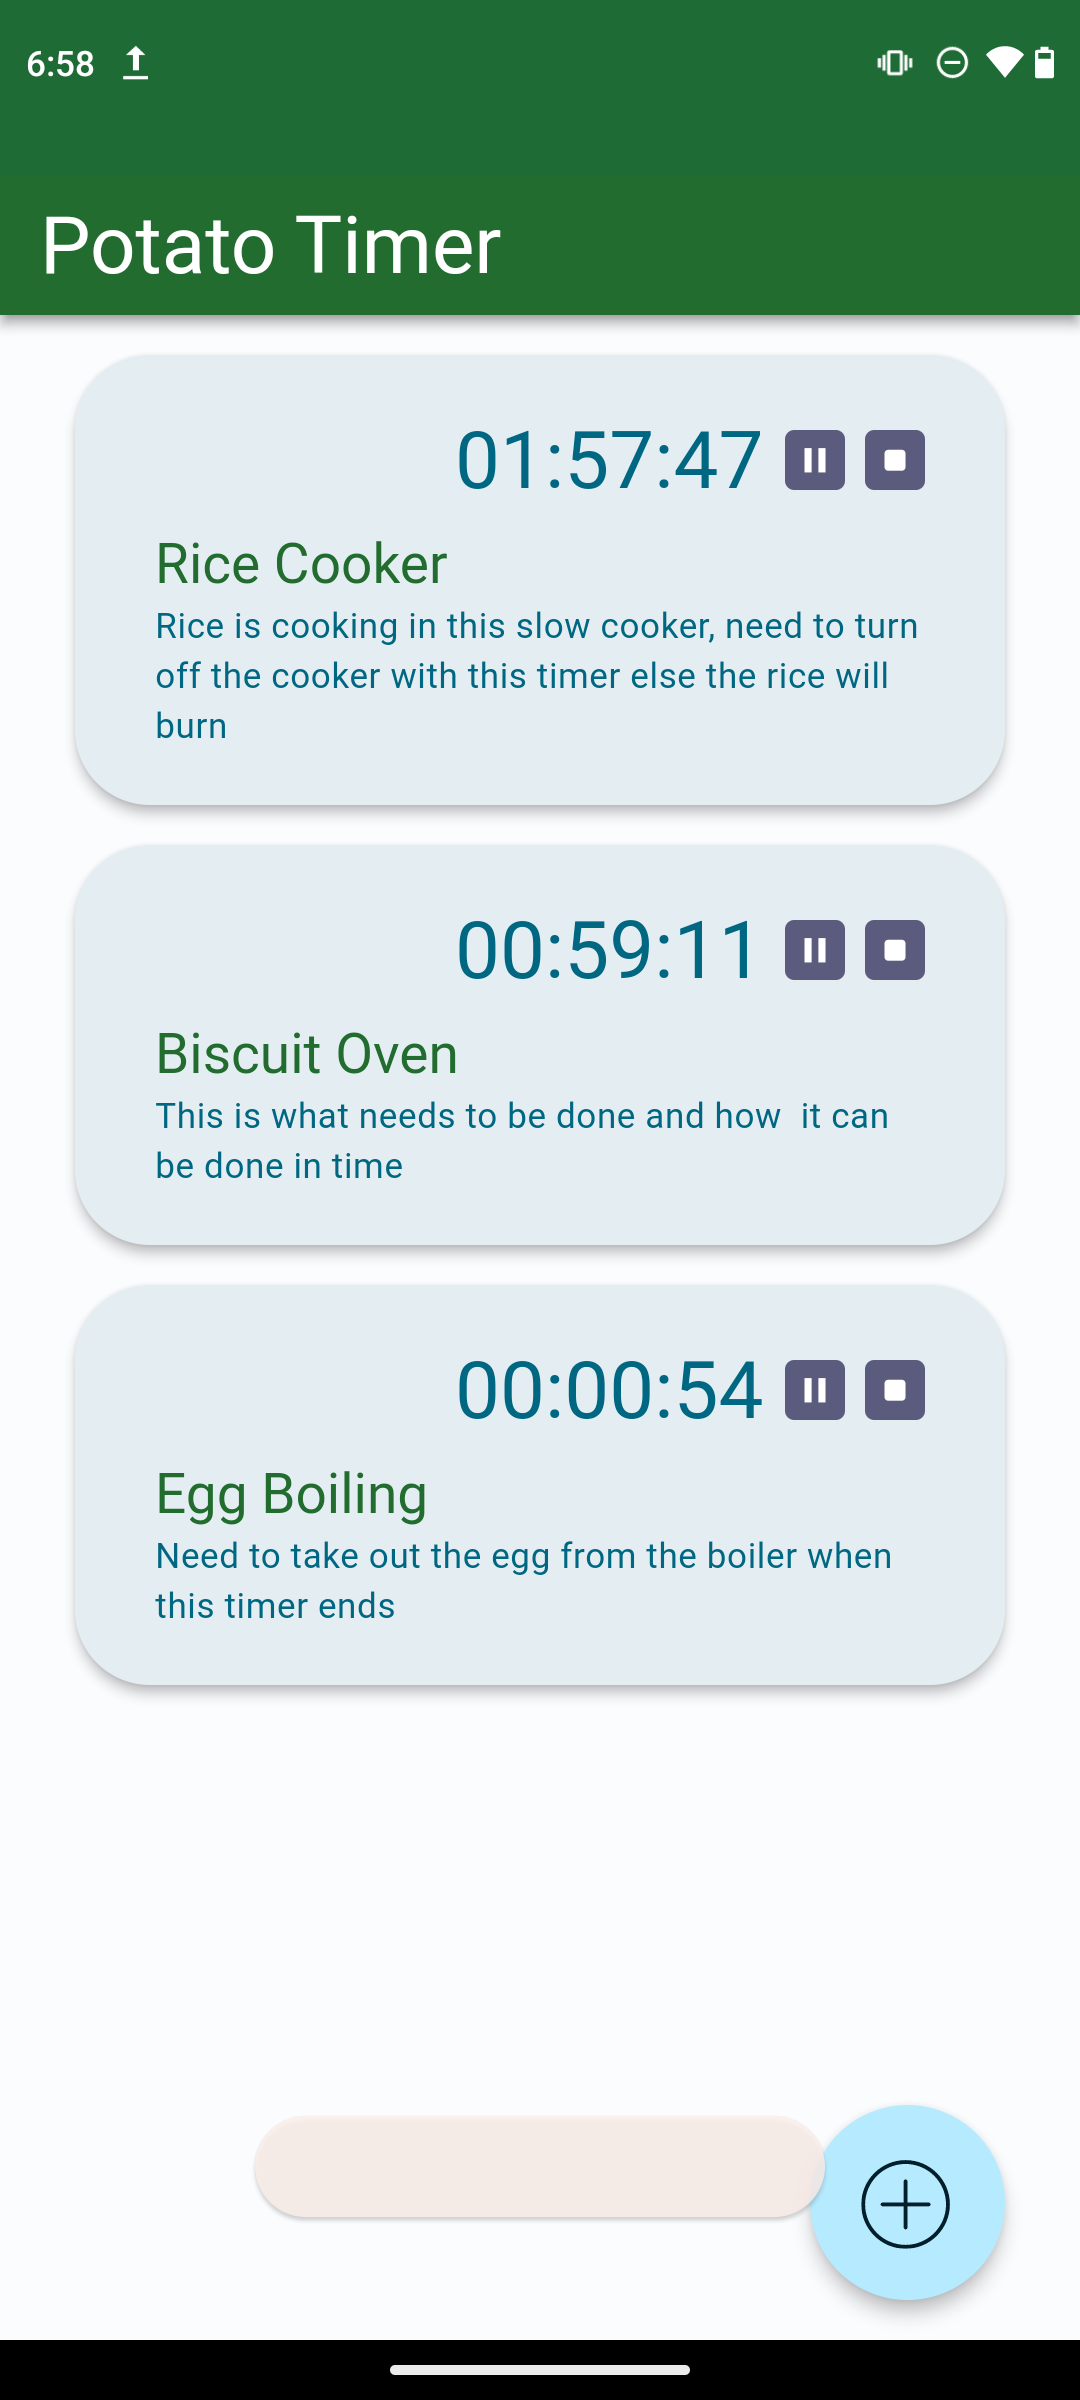 6:58
Potato Timer
01:57:47
Rice Cooker
Rice is cooking in this slow cooker, need to turn
off the cooker with this timer else the rice will
burn
00:59:11
Biscuit Oven
This is what needs to be done and how  it can
be done in time
00:00:54
Egg Boiling
Need to take out the egg from the boiler when
this timer ends